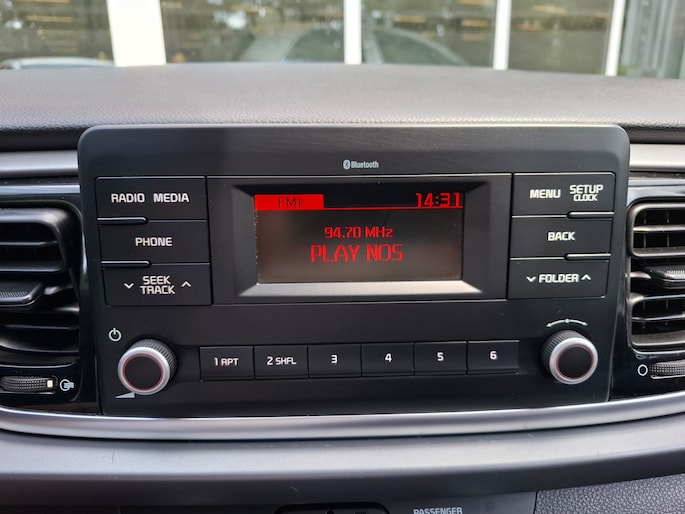 Bluetooth
RADIO MEDIA
FM1
14:31
MENU
SETUP
CLOCK
PHONE
94.70 MHz
PLAY NOS
BACK
SEEK
TRACK
FOLDER
1 APT
2 SHFL
3
4
5
6
PASSENGER